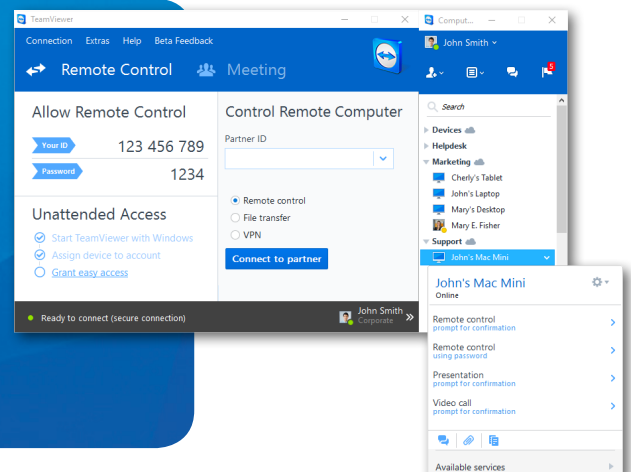 TeamViewer
Connection Extras Help Beta Feedback
Remote Control Meeting
Allow Remote Control
Your ID 123 456 789
Password 1234
Unattended Access
Start TeamViewer with Windows
Assign device to account
Grant easy access
Control Remote Computer
Partner ID
Remote control
File transfer
VPN
Connect to partner
Ready to connect (secure connection)
John Smith
Corporate
Comput...
John Smith
5
Search
Devices
Helpdesk
Marketing
Cherly's Tablet
John's Laptop
Mary's Desktop
Mary E. Fisher
Support
John's Mac Mini
John's Mac Mini
Online
Remote control
prompt for confirmation
Remote control
using password
Presentation
prompt for confirmation
Video call
prompt for confirmation
Available services